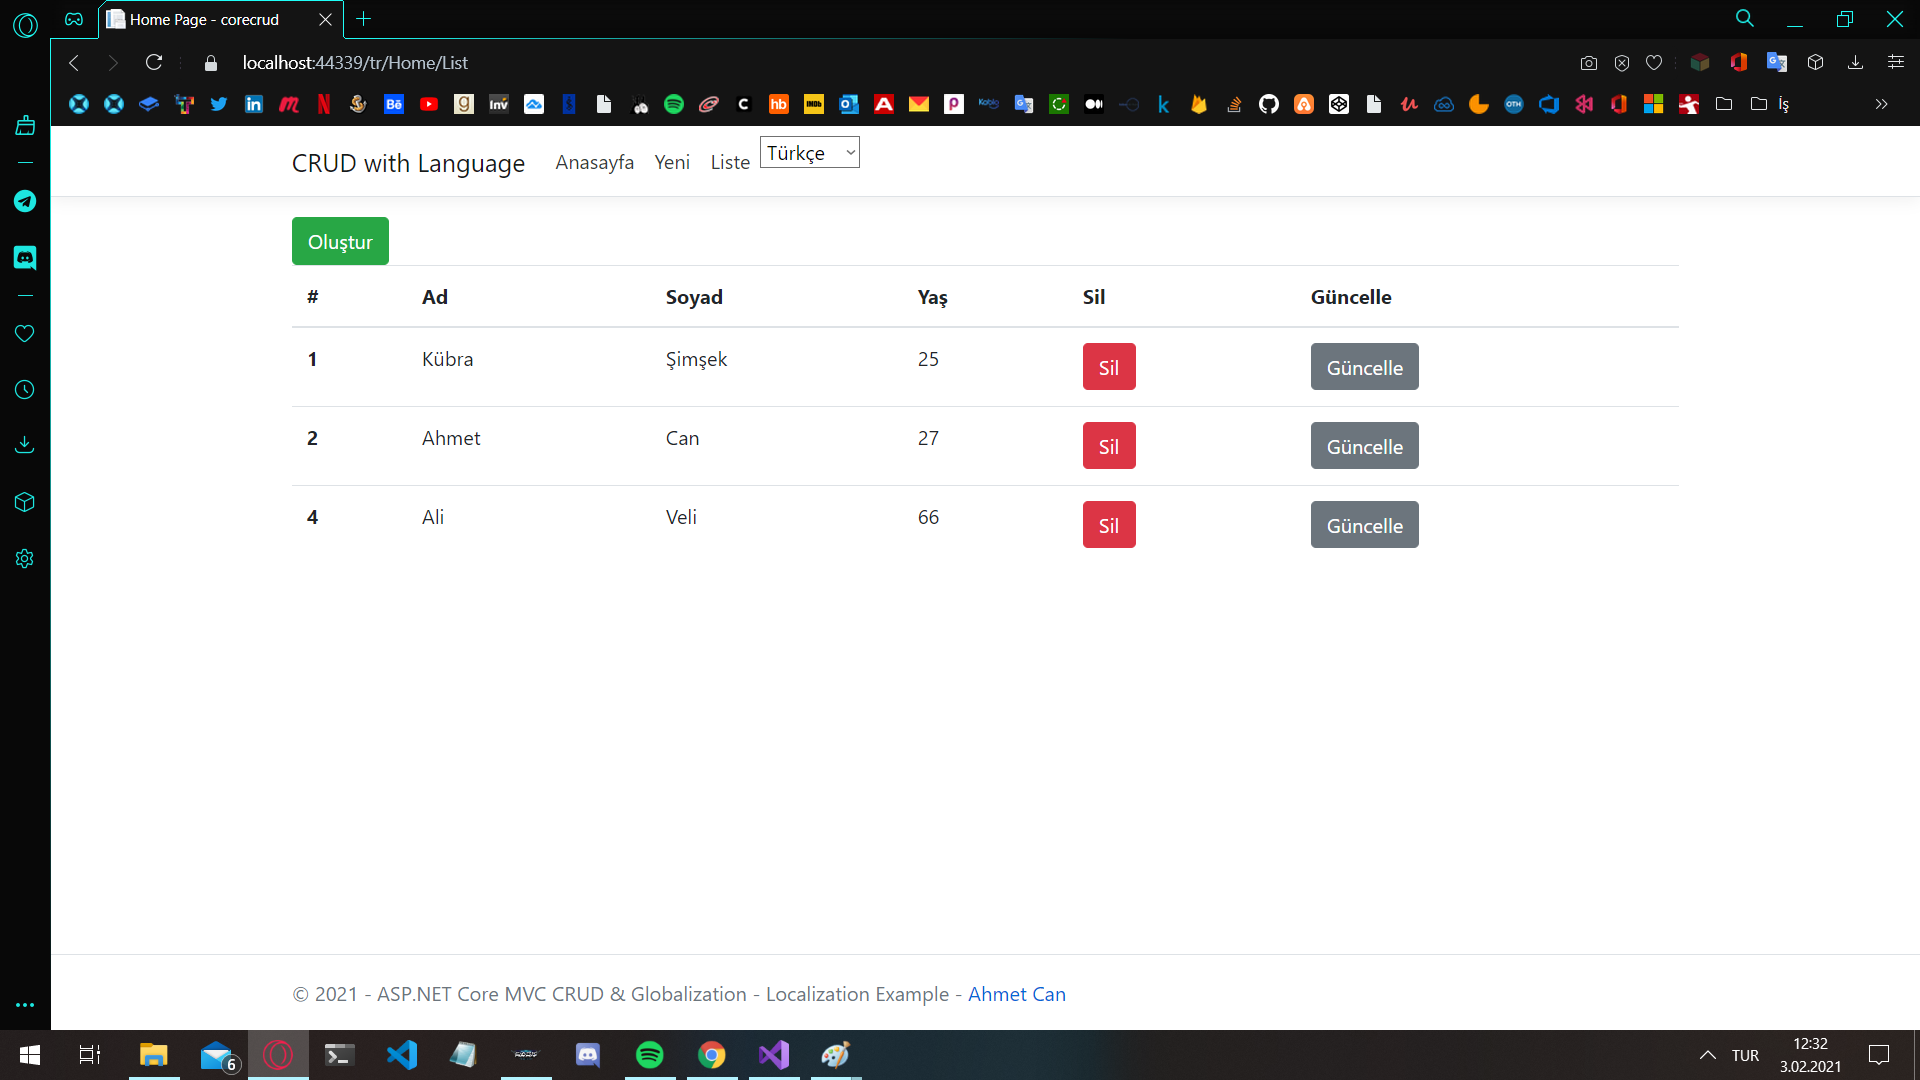 Home Page - corecrud
localhost:44339/tr/Home/List
İş
CRUD with Language
Anasayfa
Yeni
Liste
Türkçe
Oluştur
# Ad Soyad Yaş Sil Güncelle
1 Kübra Şimşek 25 Sil Güncelle
2 Ahmet Can 27 Sil Güncelle
4 Ali Veli 66 Sil Güncelle
© 2021 - ASP.NET Core MVC CRUD & Globalization - Localization Example - Ahmet Can
6
TUR
12:32
3.02.2021